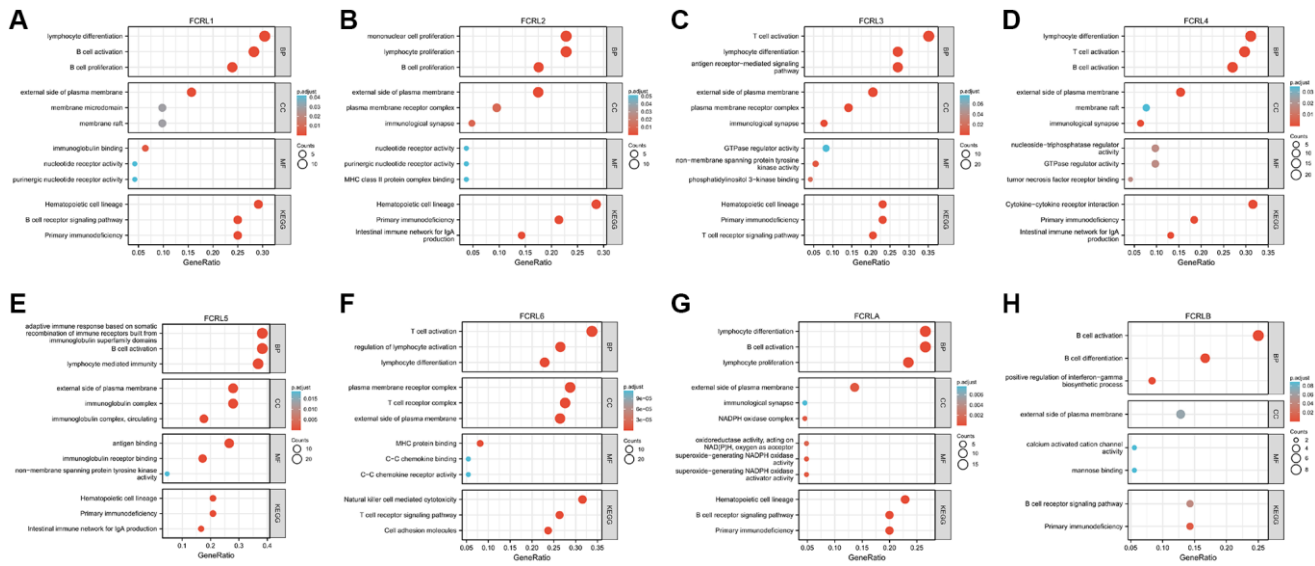 A
FCRL1
lymphocyte differentiation
B cell activation
B cell proliferation
BP
external side of plasma membrane
membrane microdomain
membrane raft
CC
immunoglobulin binding
nucleotide receptor activity
purinergic nucleotide receptor activity
MF
Hematopoietic cell lineage
B cell receptor signaling pathway
Primary immunodeficiency
KEGG
0.05 0.10 0.15 0.20 0.25 0.30
GeneRatio
p.adjust
0.04
0.03
0.02
0.01
Counts
5
10
B
FCRL2
mononuclear cell proliferation
lymphocyte proliferation
B cell proliferation
BP
external side of plasma membrane
plasma membrane receptor complex
immunological synapse
CC
nucleotide receptor activity
purinergic nucleotide receptor activity
MHC class II protein complex binding
MF
Hematopoietic cell lineage
Primary immunodeficiency
Intestinal immune network for IgA
production
KEGG
0.05 0.10 0.15 0.20 0.25 0.30
GeneRatio
p.adjust
0.05
0.04
0.03
0.02
0.01
Counts
5
10
C
FCRL3
T cell activation
lymphocyte differentiation
antigen receptor-mediated signaling
pathway
BP
external side of plasma membrane
plasma membrane receptor complex
immunological synapse
CC
GTPase regulator activity
non-membrane spanning protein tyrosine
kinase activity
phosphatidylinositol 3-kinase binding
MF
Hematopoietic cell lineage
Primary immunodeficiency
T cell receptor signaling pathway
KEGG
0.05 0.10 0.15 0.20 0.25 0.30 0.35
GeneRatio
p.adjust
0.04
0.02
Counts
10
20
D
FCRL4
lymphocyte differentiation
T cell activation
B cell activation
BP
external side of plasma membrane
membrane raft
immunological synapse
CC
nucleoside-triphosphatase regulator
activity
GTPase regulator activity
tumor necrosis factor receptor binding
MF
Cytokine-cytokine receptor interaction
Primary immunodeficiency
Intestinal immune network for IgA
production
KEGG
0.05 0.10 0.15 0.20 0.25 0.30 0.35
GeneRatio
p.adjust
0.03
0.02
0.01
Counts
5
10
15
20
E
FCRL5
adaptive immune response based on somatic
recombination of immune receptors built from
immunoglobulin superfamily domains
B cell activation
lymphocyte mediated immunity
BP
external side of plasma membrane
immunoglobulin complex
immunoglobulin complex, circulating
CC
antigen binding
immunoglobulin receptor binding
non-membrane spanning protein tyrosine kinase
activity
MF
Hematopoietic cell lineage
Primary immunodeficiency
Intestinal immune network for IgA production
KEGG
0.1 0.2 0.3 0.4
GeneRatio
p.adjust
0.015
0.010
0.005
Counts
10
20
F
FCRL6
T cell activation
regulation of lymphocyte activation
lymphocyte differentiation
BP
plasma membrane receptor complex
T cell receptor complex
external side of plasma membrane
CC
MHC protein binding
C-C chemokine binding
C-C chemokine receptor activity
MF
Natural killer cell mediated cytotoxicity
T cell receptor signaling pathway
Cell adhesion molecules
KEGG
0.05 0.10 0.15 0.20 0.25 0.30 0.35
GeneRatio
p.adjust
9e-05
6e-05
3e-05
Counts
10
20
G
FCRLA
lymphocyte differentiation
B cell activation
lymphocyte proliferation
BP
external side of plasma membrane
immunological synapse
NADPH oxidase complex
CC
oxidoreductase activity, acting on
NAD(P)H, oxygen as acceptor
superoxide-generating NADPH oxidase
activity
superoxide-generating NADPH oxidase
activator activity
MF
Hematopoietic cell lineage
B cell receptor signaling pathway
Primary immunodeficiency
KEGG
0.05 0.10 0.15 0.20 0.25
GeneRatio
p.adjust
0.006
0.004
0.002
Counts
5
10
15
H
FCRLB
B cell activation
B cell differentiation
positive regulation of interferon-gamma
biosynthetic process
BP
external side of plasma membrane
CC
calcium activated cation channel
activity
mannose binding
MF
B cell receptor signaling pathway
Primary immunodeficiency
KEGG
0.05 0.10 0.15 0.20 0.25
GeneRatio
p.adjust
0.08
0.06
0.04
0.02
Counts
2
4
6
8